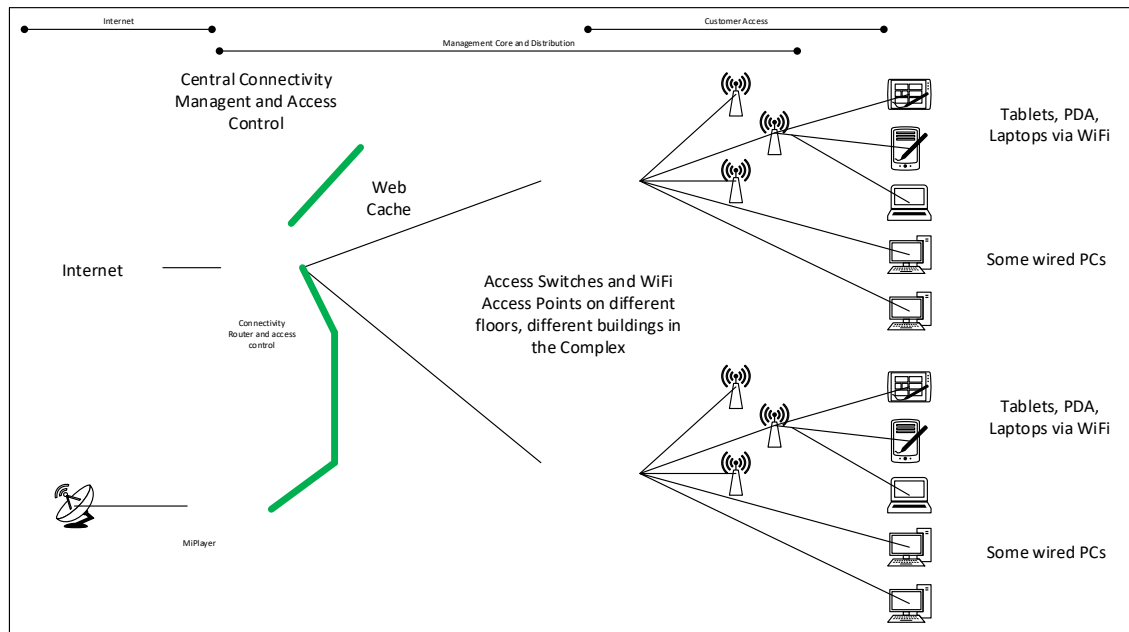 Internet
Customer Access
Management Core and Distribution
Central Connectivity
Managent and Access
Control
Web
Cache
Tablets, PDA,
Laptops via WiFi
Internet
Some wired PCs
Access Switches and WiFi
Access Points on different
floors, different buildings in
the Complex
Connectivity
Router and access
control
Tablets, PDA,
Laptops via WiFi
MiPlayer
Some wired PCs